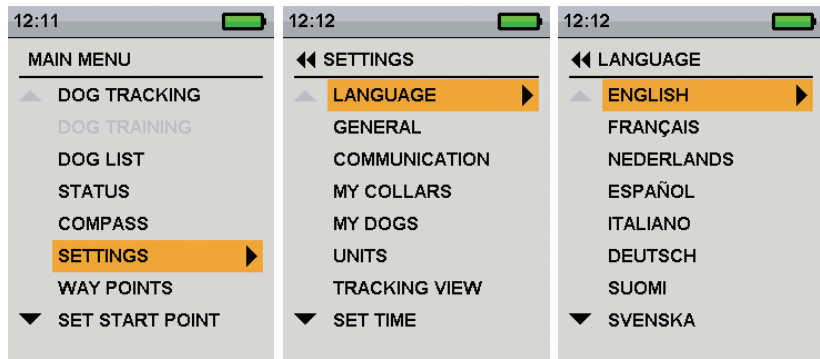 12:11
MAIN MENU
DOG TRACKING
DOG TRAINING
DOG LIST
STATUS
COMPASS
SETTINGS
WAY POINTS
SET START POINT
12:12
SETTINGS
LANGUAGE
GENERAL
COMMUNICATION
MY COLLARS
MY DOGS
UNITS
TRACKING VIEW
SET TIME
12:12
LANGUAGE
ENGLISH
FRANÇAIS
NEDERLANDS
ESPAÑOL
ITALIANO
DEUTSCH
SUOMI
SVENSKA